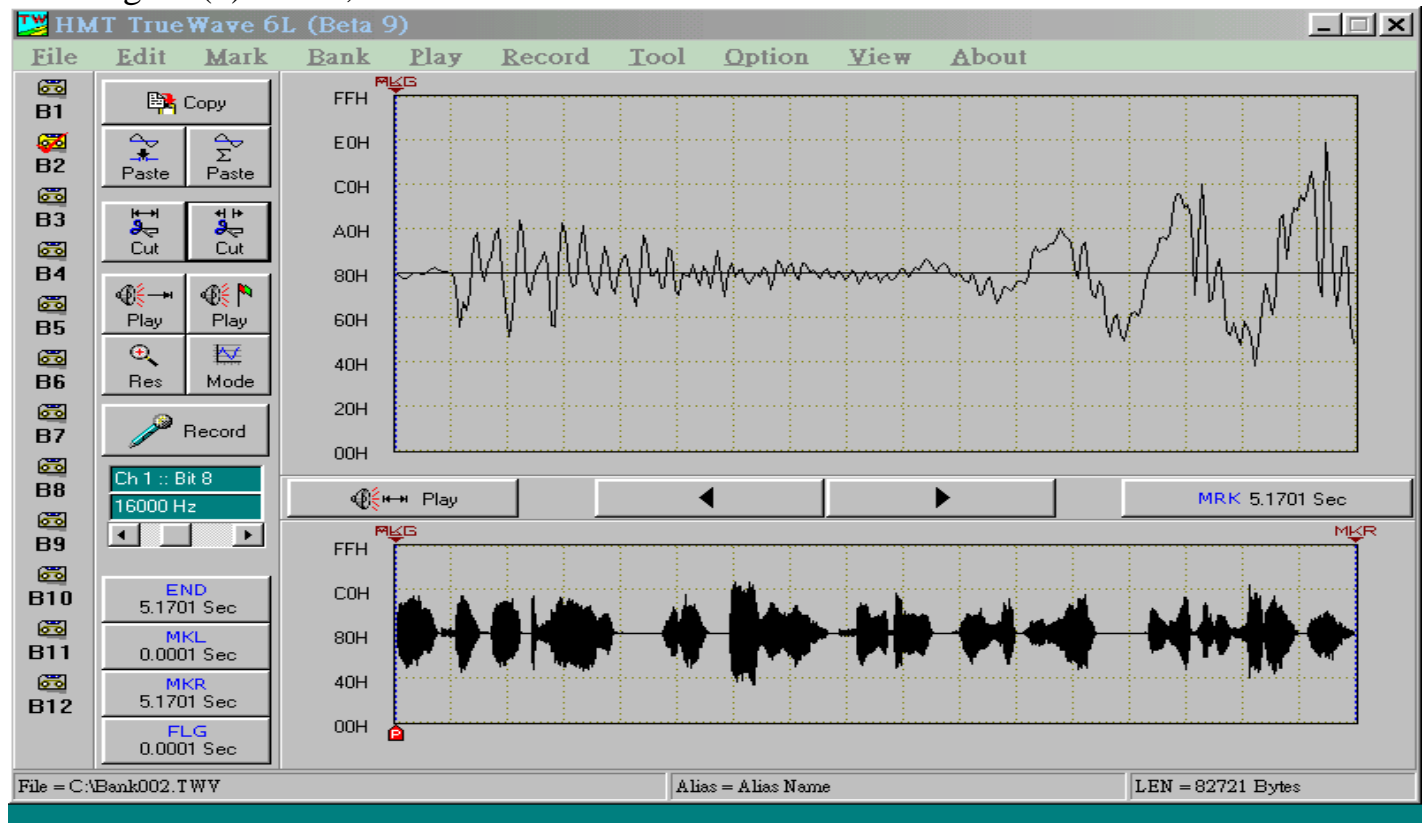 TW HMT TrueWave 6L (Beta 9)
File Edit Mark Bank Play Record Tool Option View About
B1
B2
B3
B4
B5
B6
B7
B8
B9
B10
B11
B12
Copy
Paste Paste
Cut Cut
Play Play
Res Mode
Record
Ch 1 :: Bit 8
16000 Hz
END
5.1701 Sec
MKL
0.0001 Sec
MKR
5.1701 Sec
FLG
0.0001 Sec
FFH
E0H
C0H
A0H
80H
60H
40H
20H
00H
Play
MRK 5.1701 Sec
MKR
FFH
C0H
80H
40H
00H
P
File = C:\Bank002.TWV
Alias = Alias Name
LEN = 82721 Bytes